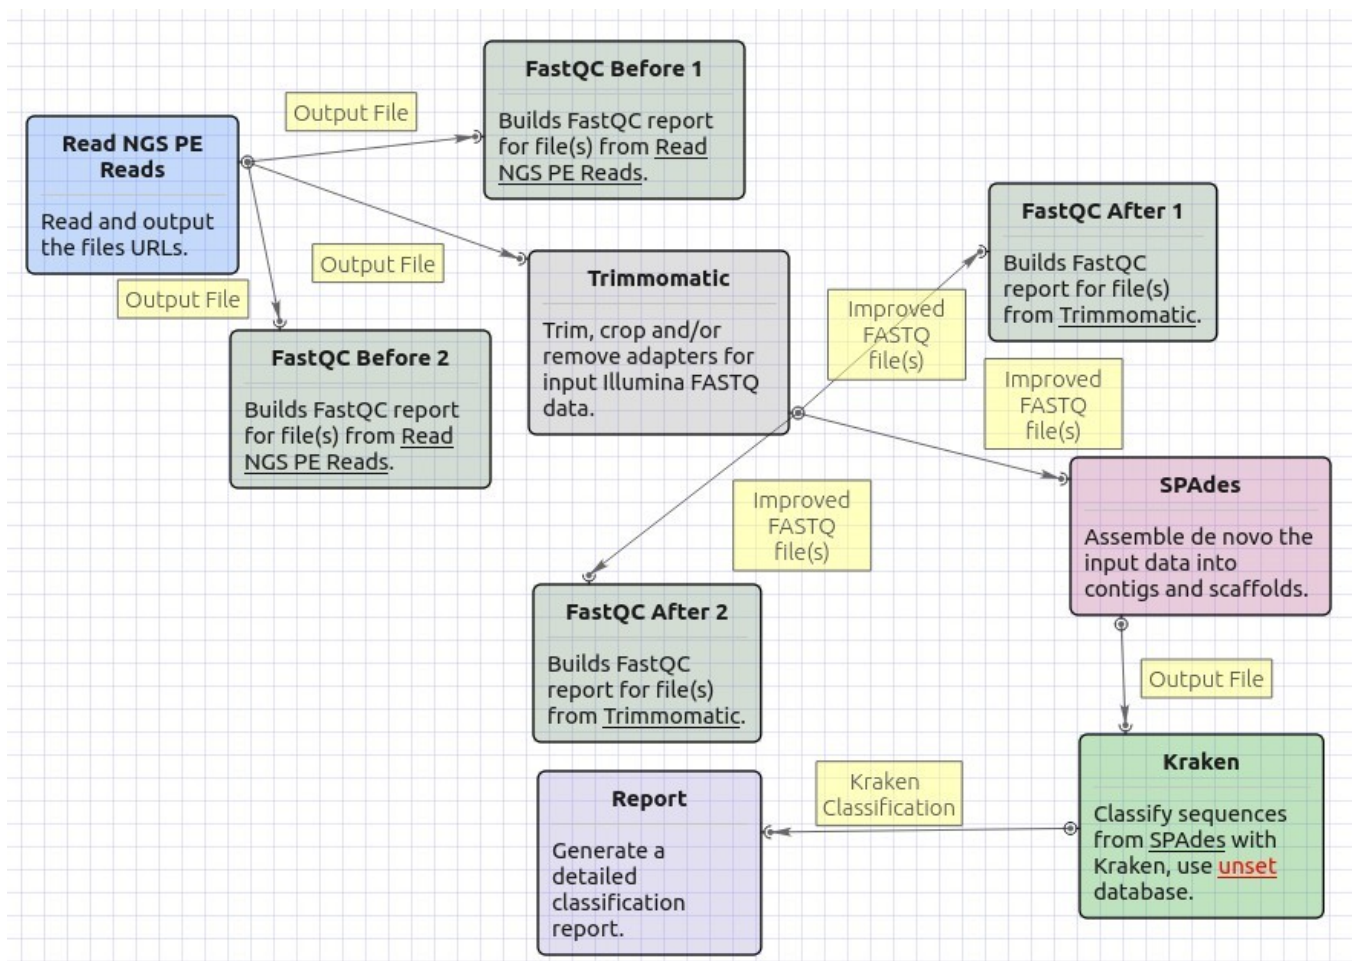 FastQC Before 1
Builds FastQC report
for file(s) from Read
NGS PE Reads.
Output File
Read NGS PE
Reads
Read and output
the files URLs.
Output File
Output File
FastQC Before 2
Builds FastQC report
for file(s) from Read
NGS PE Reads.
Trimmomatic
Trim, crop and/or
remove adapters for
input Illumina FASTQ
data.
FastQC After 1
Builds FastQC
report for file(s)
from Trimmomatic.
Improved
FASTQ
file(s)
Improved
FASTQ
file(s)
Improved
FASTQ
file(s)
SPAdes
Assemble de novo the
input data into
contigs and scaffolds.
FastQC After 2
Builds FastQC
report for file(s)
from Trimmomatic.
Output File
Kraken
Classify sequences
from SPAdes with
Kraken, use unset
database.
Kraken
Classification
Report
Generate a
detailed
classification
report.